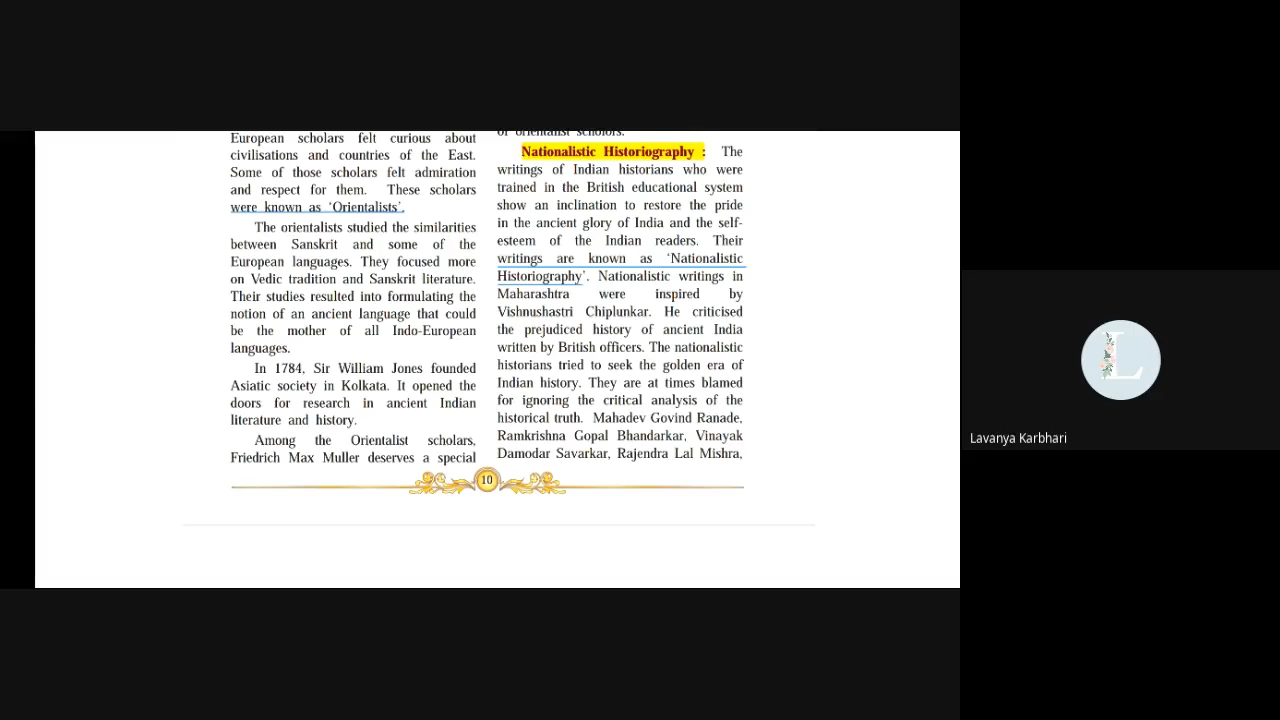 European scholars felt curious about
civilisations and countries of the East.
Some of those scholars felt admiration
and respect for them. These scholars
were known as ‘Orientalists’.
The orientalists studied the similarities
between Sanskrit and some of the
European languages. They focused more
on Vedic tradition and Sanskrit literature.
Their studies resulted into formulating the
notion of an ancient language that could
be the mother of all Indo-European
languages.
In 1784, Sir William Jones founded
Asiatic society in Kolkata. It opened the
doors for research in ancient Indian
literature and history.
Among the Orientalist scholars,
Friedrich Max Muller deserves a special
of orientalist scholors.
Nationalistic Historiography : The
writings of Indian historians who were
trained in the British educational system
show an inclination to restore the pride
in the ancient glory of India and the self-
esteem of the Indian readers. Their
writings are known as ‘Nationalistic
Historiography’. Nationalistic writings in
Maharashtra were inspired by
Vishnushastri Chiplunkar. He criticised
the prejudiced history of ancient India
written by British officers. The nationalistic
historians tried to seek the golden era of
Indian history. They are at times blamed
for ignoring the critical analysis of the
historical truth. Mahadev Govind Ranade,
Ramkrishna Gopal Bhandarkar, Vinayak
Damodar Savarkar, Rajendra Lal Mishra,
10
L
Lavanya Karbhari